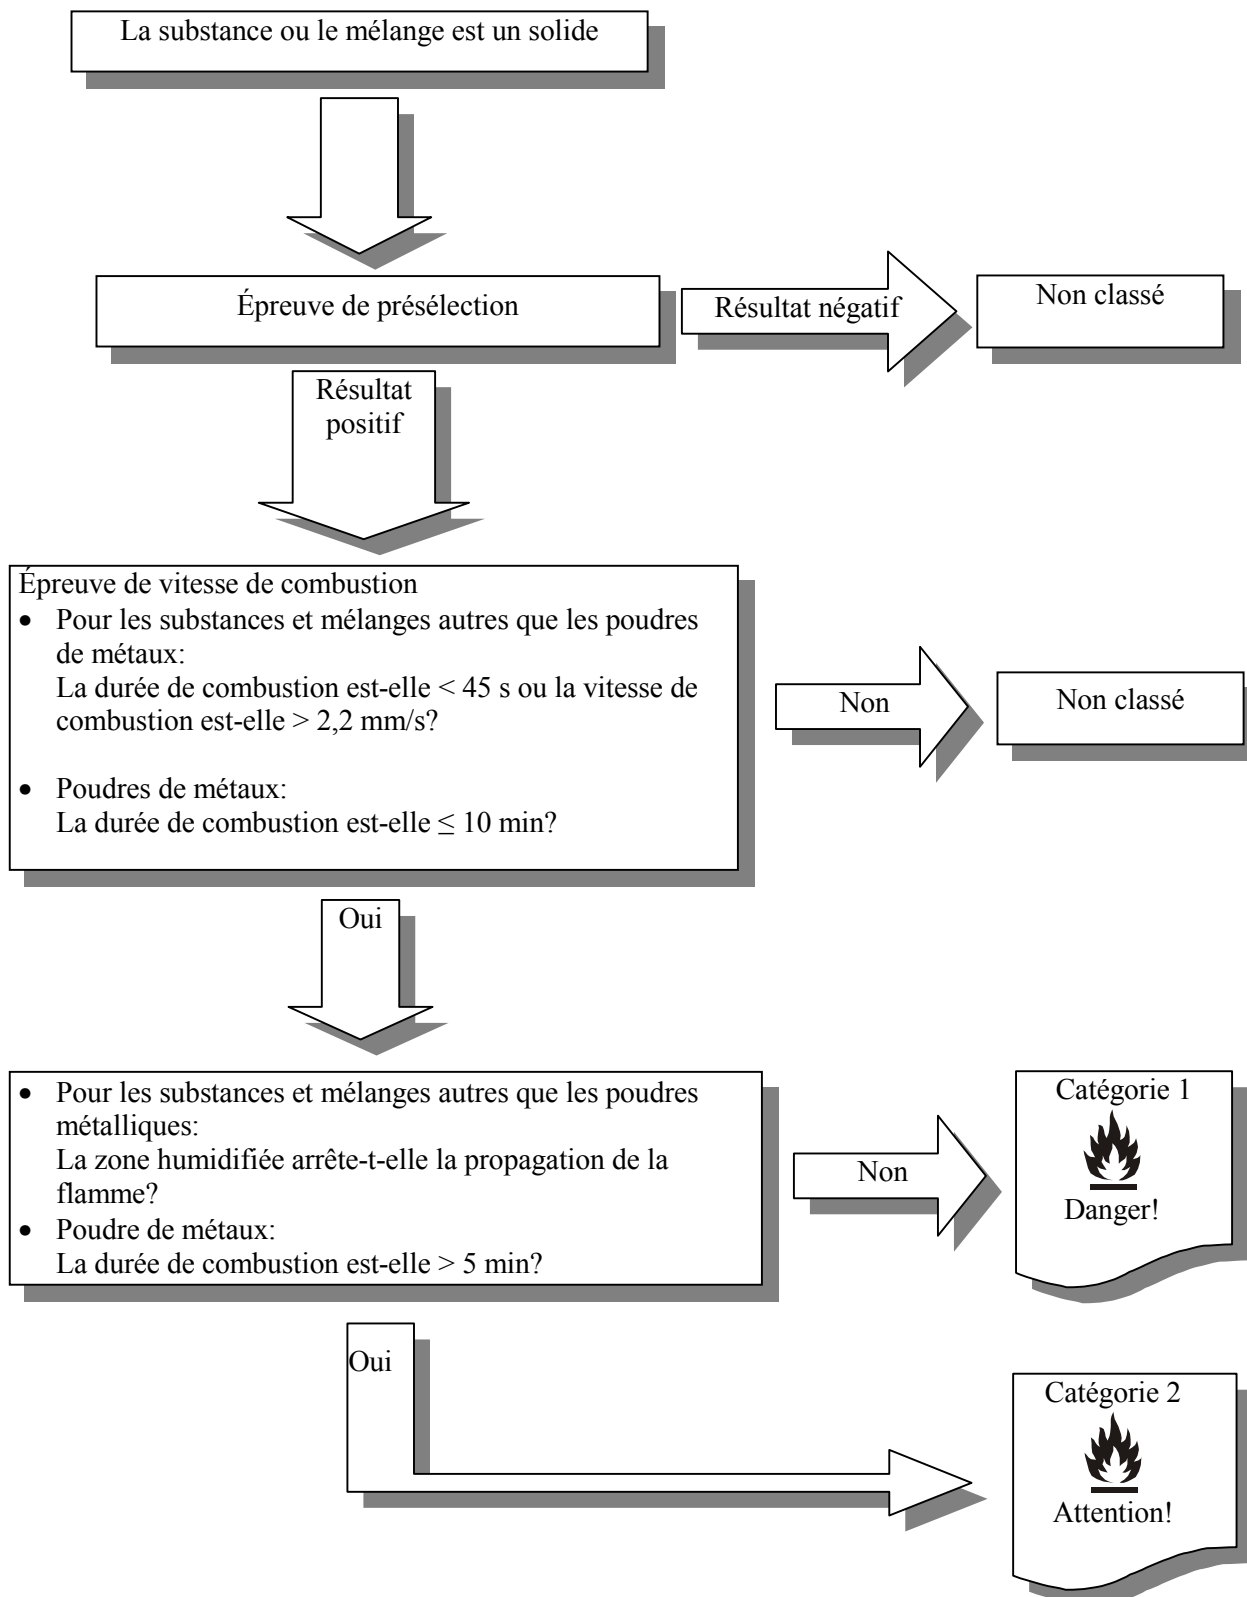 La substance ou le mélange est un solide
Épreuve de présélection
Résultat négatif
Non classé
Résultat
positif
Épreuve de vitesse de combustion
• Pour les substances et mélanges autres que les poudres
de métaux:
La durée de combustion est-elle < 45 s ou la vitesse de
combustion est-elle > 2,2 mm/s?
• Poudres de métaux:
La durée de combustion est-elle ≤ 10 min?
Non
Non classé
Oui
• Pour les substances et mélanges autres que les poudres
métalliques:
La zone humidifiée arrête-t-elle la propagation de la
flamme?
• Poudre de métaux:
La durée de combustion est-elle > 5 min?
Non
Catégorie 1
Danger!
Oui
Catégorie 2
Attention!